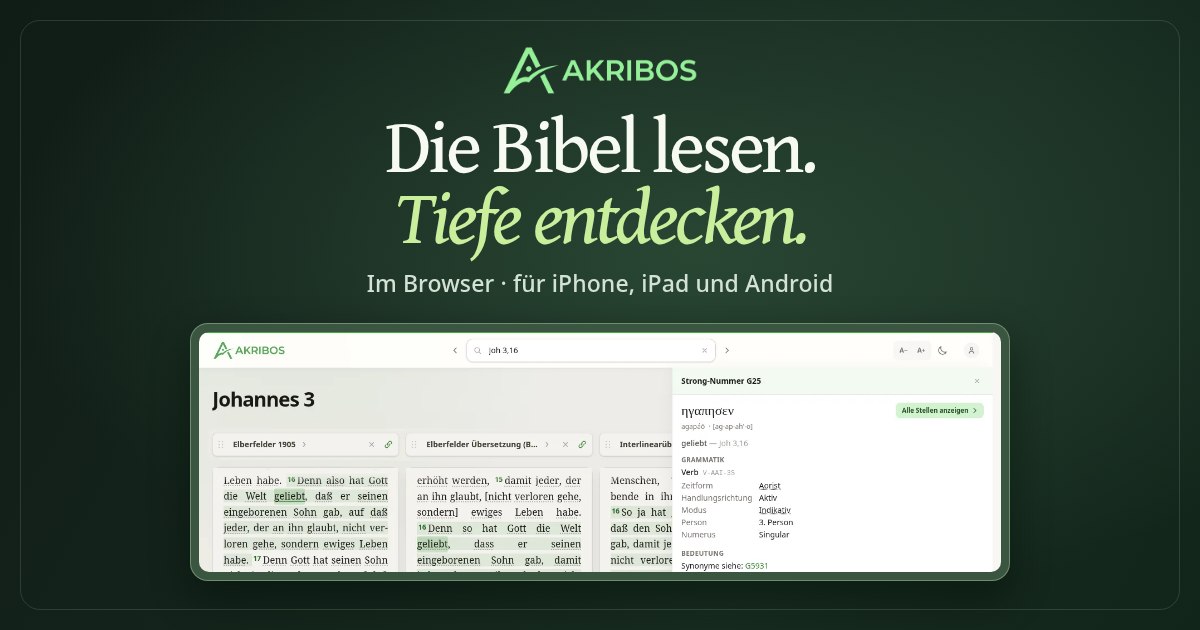 AKRIBOS
Die Bibel lesen.
Tiefe entdecken.
Im Browser · für iPhone, iPad und Android
AKRIBOS
Joh 3,16
A− A+
Johannes 3
Elberfelder 1905
Leben habe. 16 Denn also hat Gott
die Welt geliebt, daß er seinen
eingeborenen Sohn gab, auf daß
jeder, der an ihn glaubt, nicht ver-
loren gehe, sondern ewiges Leben
habe. 17 Denn Gott hat seinen Sohn
Elberfelder Übersetzung (B...
erhöht werden, 15 damit jeder, der
an ihn glaubt, [nicht verloren gehe,
sondern] ewiges Leben habe.
16 Denn so hat Gott die Welt
geliebt, dass er seinen
eingeborenen Sohn gab, damit
Interlinearüb
Menschen,
bende in ihm
16 So ja hat
daß den Soh
gab, damit je
nicht verlore
Strong-Nummer G25
ηγαπησεν
Alle Stellen anzeigen
agapáō · [ag-ap-ah'-o]
geliebt — Joh 3,16
GRAMMATIK
Verb V-AAI-3S
Zeitform Aorist
Handlungsrichtung Aktiv
Modus Indikativ
Person 3. Person
Numerus Singular
BEDEUTUNG
Synonyme siehe: G5931